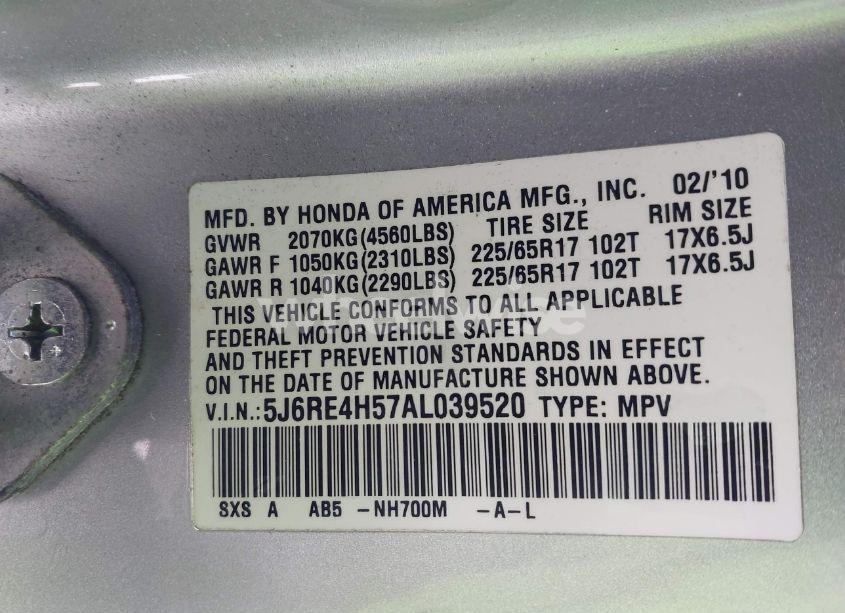 MFD. BY HONDA OF AMERICA MFG., INC. 02/'10
GVWR 2070KG(4560LBS) TIRE SIZE RIM SIZE
GAWR F 1050KG(2310LBS) 225/65R17 102T 17X6.5J
GAWR R 1040KG(2290LBS) 225/65R17 102T 17X6.5J
THIS VEHICLE CONFORMS TO ALL APPLICABLE
FEDERAL MOTOR VEHICLE SAFETY
AND THEFT PREVENTION STANDARDS IN EFFECT
ON THE DATE OF MANUFACTURE SHOWN ABOVE.
V.I.N.:5J6RE4H57AL039520 TYPE: MPV
SXS A AB5 -NH700M -A-L